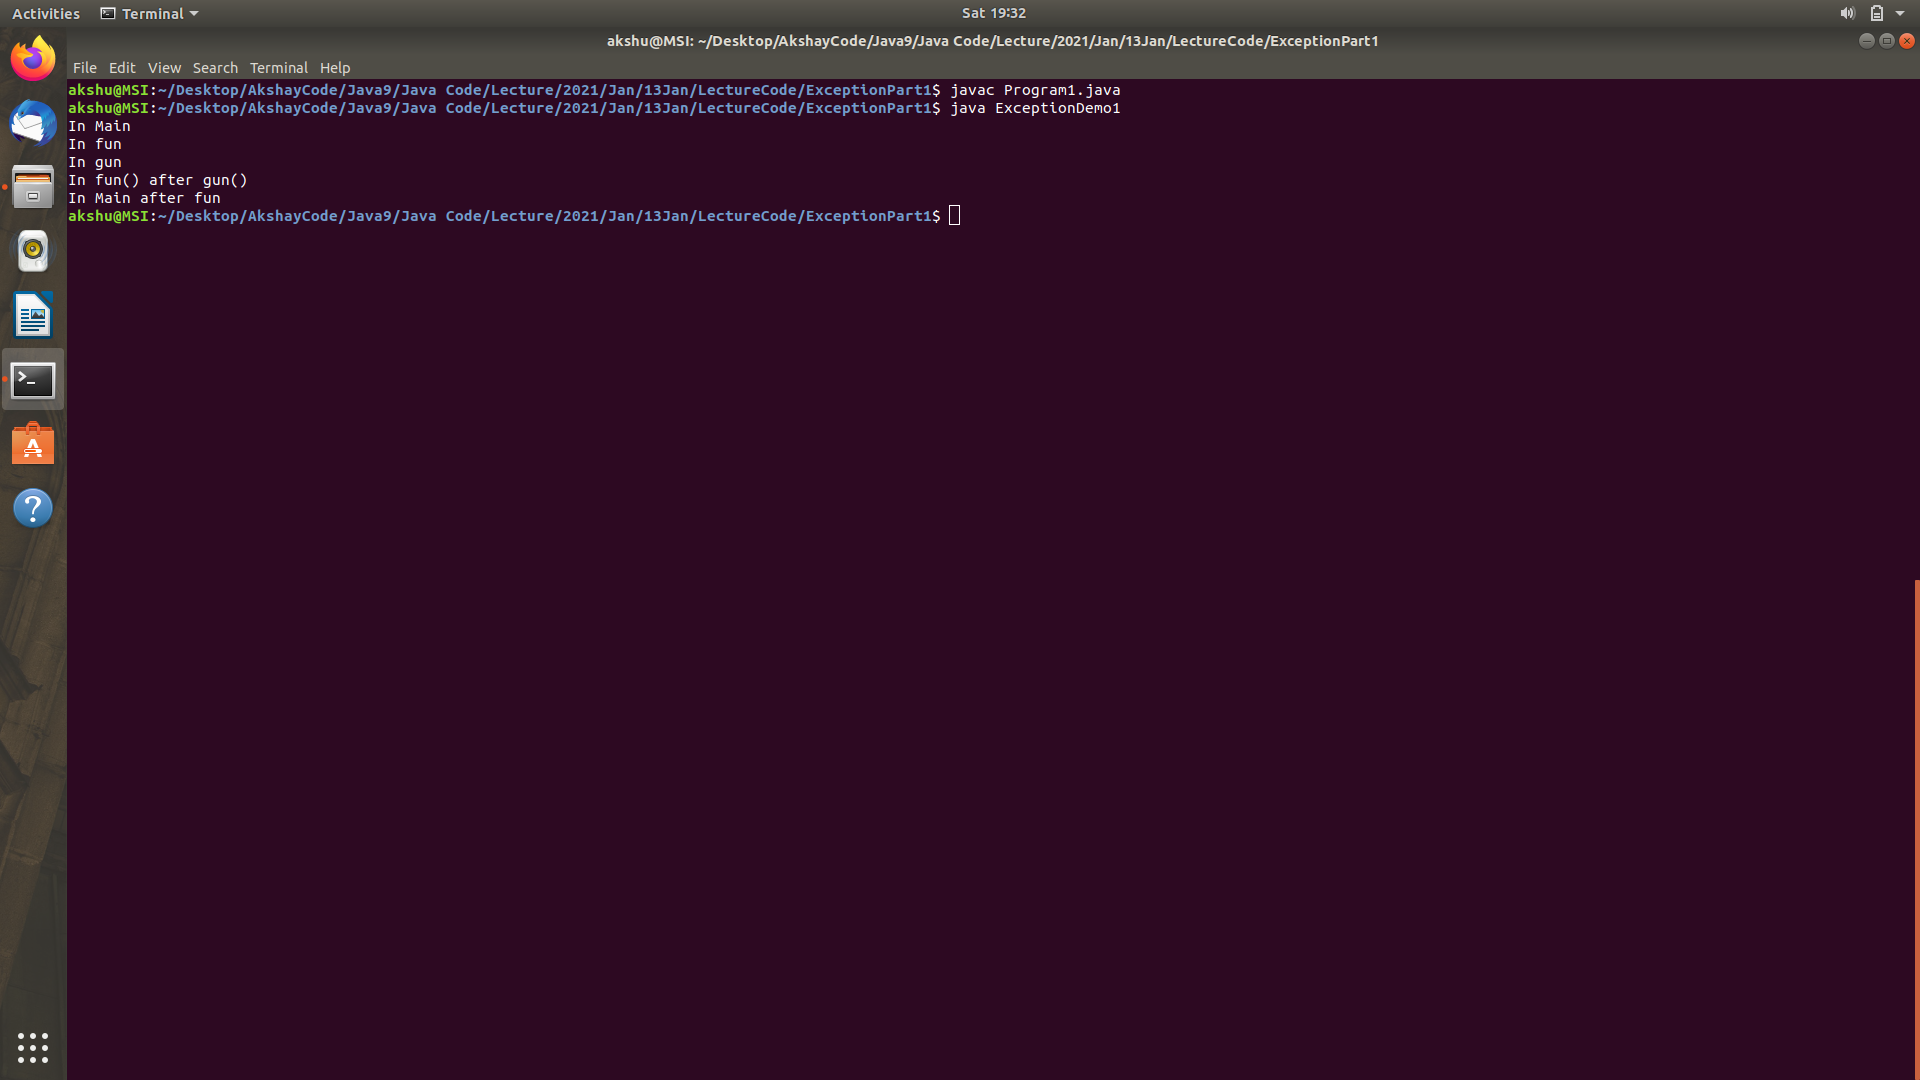 Activities Terminal Sat 19:32
akshu@MSI: ~/Desktop/AkshayCode/Java9/Java Code/Lecture/2021/Jan/13Jan/LectureCode/ExceptionPart1
File Edit View Search Terminal Help
akshu@MSI:~/Desktop/AkshayCode/Java9/Java Code/Lecture/2021/Jan/13Jan/LectureCode/ExceptionPart1$ javac Program1.java
akshu@MSI:~/Desktop/AkshayCode/Java9/Java Code/Lecture/2021/Jan/13Jan/LectureCode/ExceptionPart1$ java ExceptionDemo1
In Main
In fun
In gun
In fun() after gun()
In Main after fun
akshu@MSI:~/Desktop/AkshayCode/Java9/Java Code/Lecture/2021/Jan/13Jan/LectureCode/ExceptionPart1$